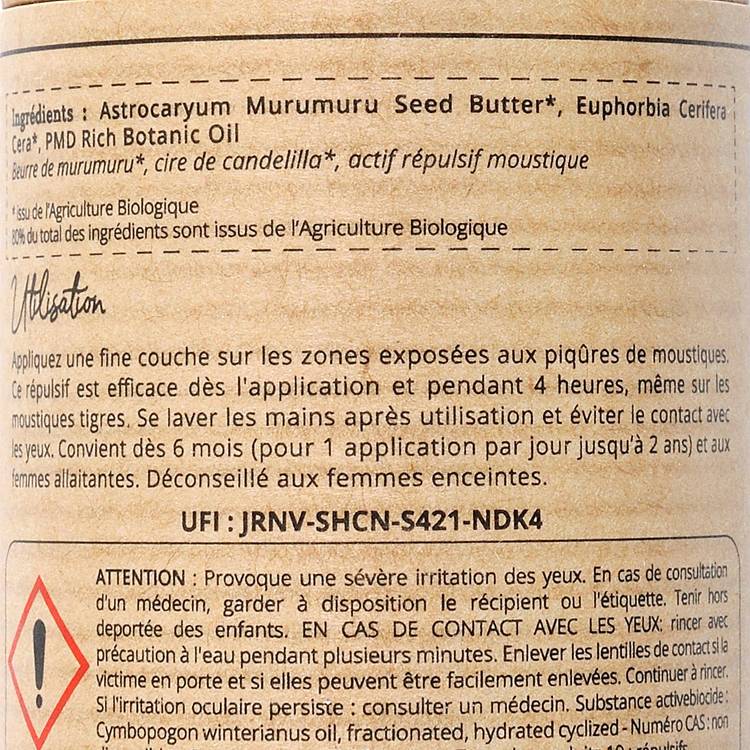 Ingrédients : Astrocaryum Murumuru Seed Butter*, Euphorbia Cerifera
Cera*, PMD Rich Botanic Oil
Beurre de murumuru*, cire de candelilla*, actif répulsif moustique
*issu de l'Agriculture Biologique
80% du total des ingrédients sont issus de l'Agriculture Biologique
Utilisation
Appliquez une fine couche sur les zones exposées aux piqûres de moustiques.
Ce répulsif est efficace dès l'application et pendant 4 heures, même sur les
moustiques tigres. Se laver les mains après utilisation et éviter le contact avec
les yeux. Convient dès 6 mois (pour 1 application par jour jusqu'à 2 ans) et aux
femmes allaitantes. Déconseillé aux femmes enceintes.
UFI : JRNV-SHCN-S421-NDK4
ATTENTION : Provoque une sévère irritation des yeux. En cas de consultation
d'un médecin, garder à disposition le récipient ou l'étiquette. Tenir hors
deportée des enfants. EN CAS DE CONTACT AVEC LES YEUX: rincer avec
précaution à l'eau pendant plusieurs minutes. Enlever les lentilles de contact si la
victime en porte et si elles peuvent être facilement enlevées. Continuer à rincer.
Si l'irritation oculaire persiste : consulter un médecin. Substance activebiocide :
Cymbopogon winterianus oil, fractionated, hydrated cyclized - Numéro CAS : non